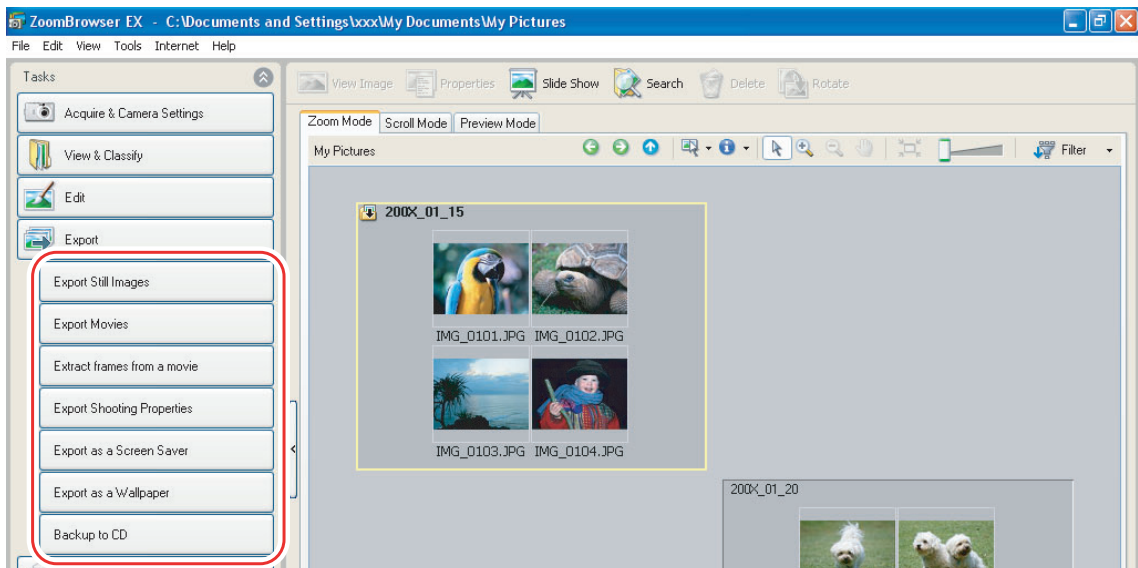 ZoomBrowser EX - C:\Documents and Settings\xxx\My Documents\My Pictures
File Edit View Tools Internet Help
Tasks
Acquire & Camera Settings
View & Classify
Edit
Export
Export Still Images
Export Movies
Extract frames from a movie
Export Shooting Properties
Export as a Screen Saver
Export as a Wallpaper
Backup to CD
View Image Properties Slide Show Search Delete Rotate
Zoom Mode Scroll Mode Preview Mode
My Pictures
Filter
200X_01_15
IMG_0101.JPG IMG_0102.JPG
IMG_0103.JPG IMG_0104.JPG
200X_01_20